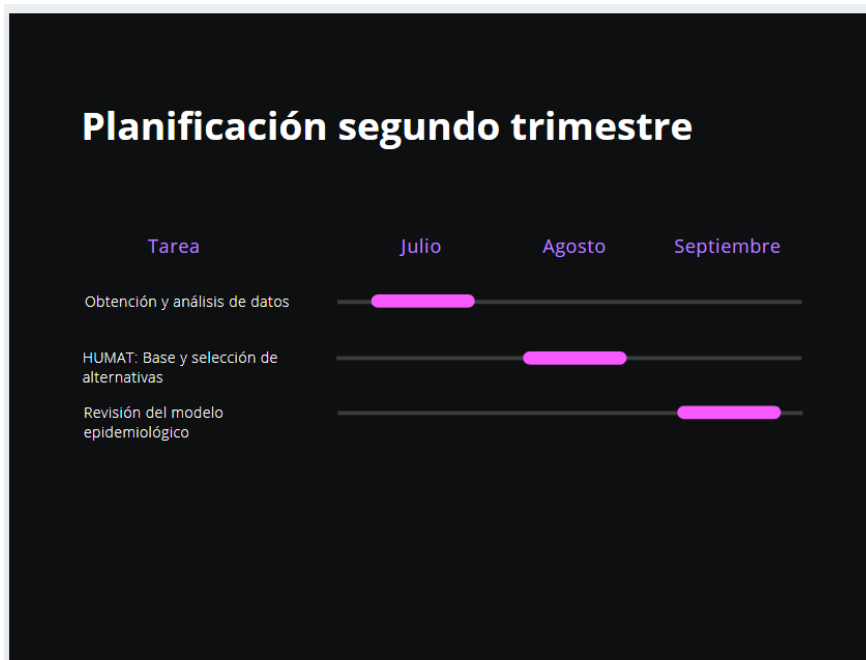 Planificación segundo trimestre
Tarea Julio Agosto Septiembre
Obtención y análisis de datos
HUMAT: Base y selección de
alternativas
Revisión del modelo
epidemiológico